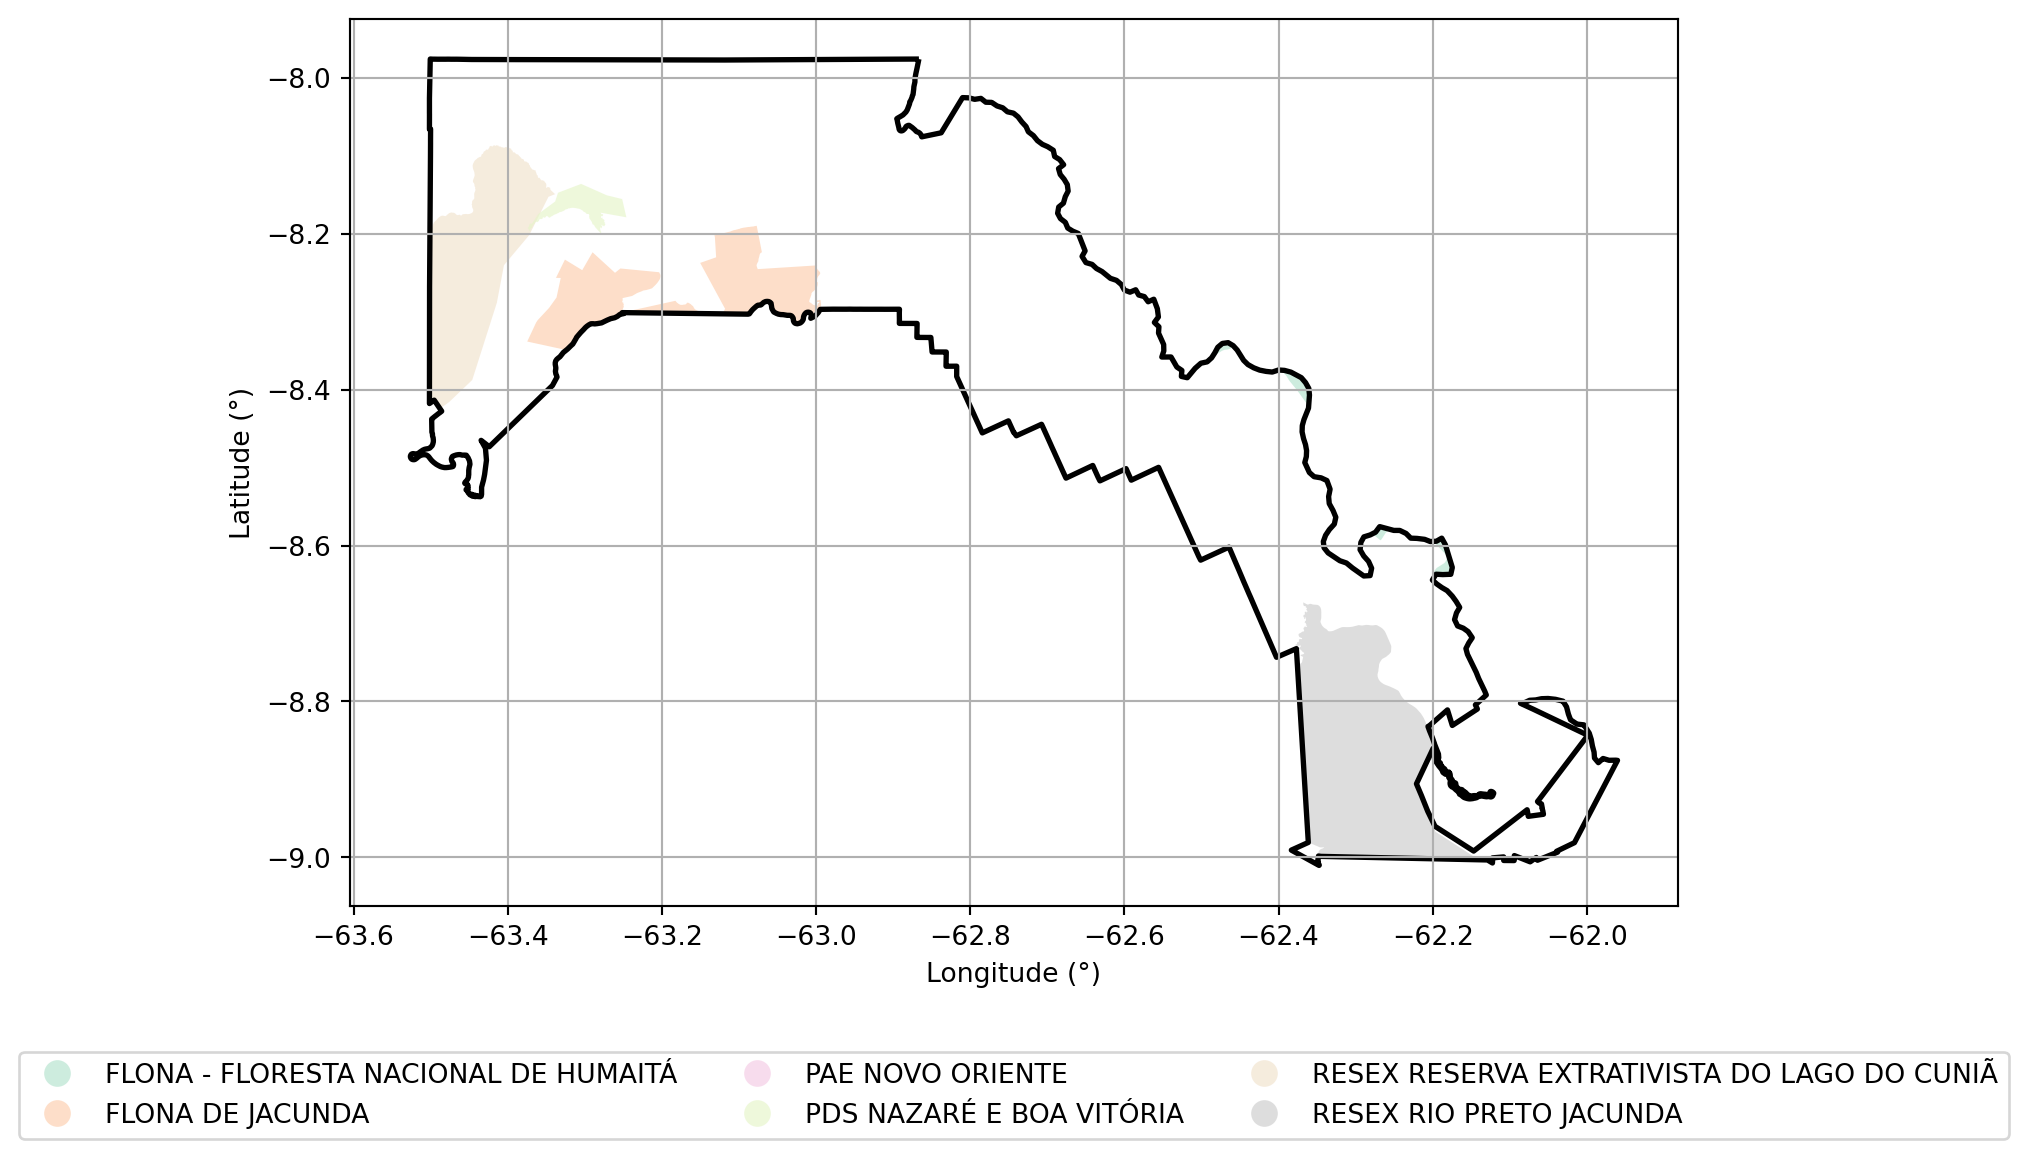 −8.0
−8.2
−8.4
−8.6
−8.8
−9.0
Latitude (°)
−63.6 −63.4 −63.2 −63.0 −62.8 −62.6 −62.4 −62.2 −62.0
Longitude (°)
FLONA - FLORESTA NACIONAL DE HUMAITÁ PAE NOVO ORIENTE RESEX RESERVA EXTRATIVISTA DO LAGO DO CUNIÃ
FLONA DE JACUNDA PDS NAZARÉ E BOA VITÓRIA RESEX RIO PRETO JACUNDA